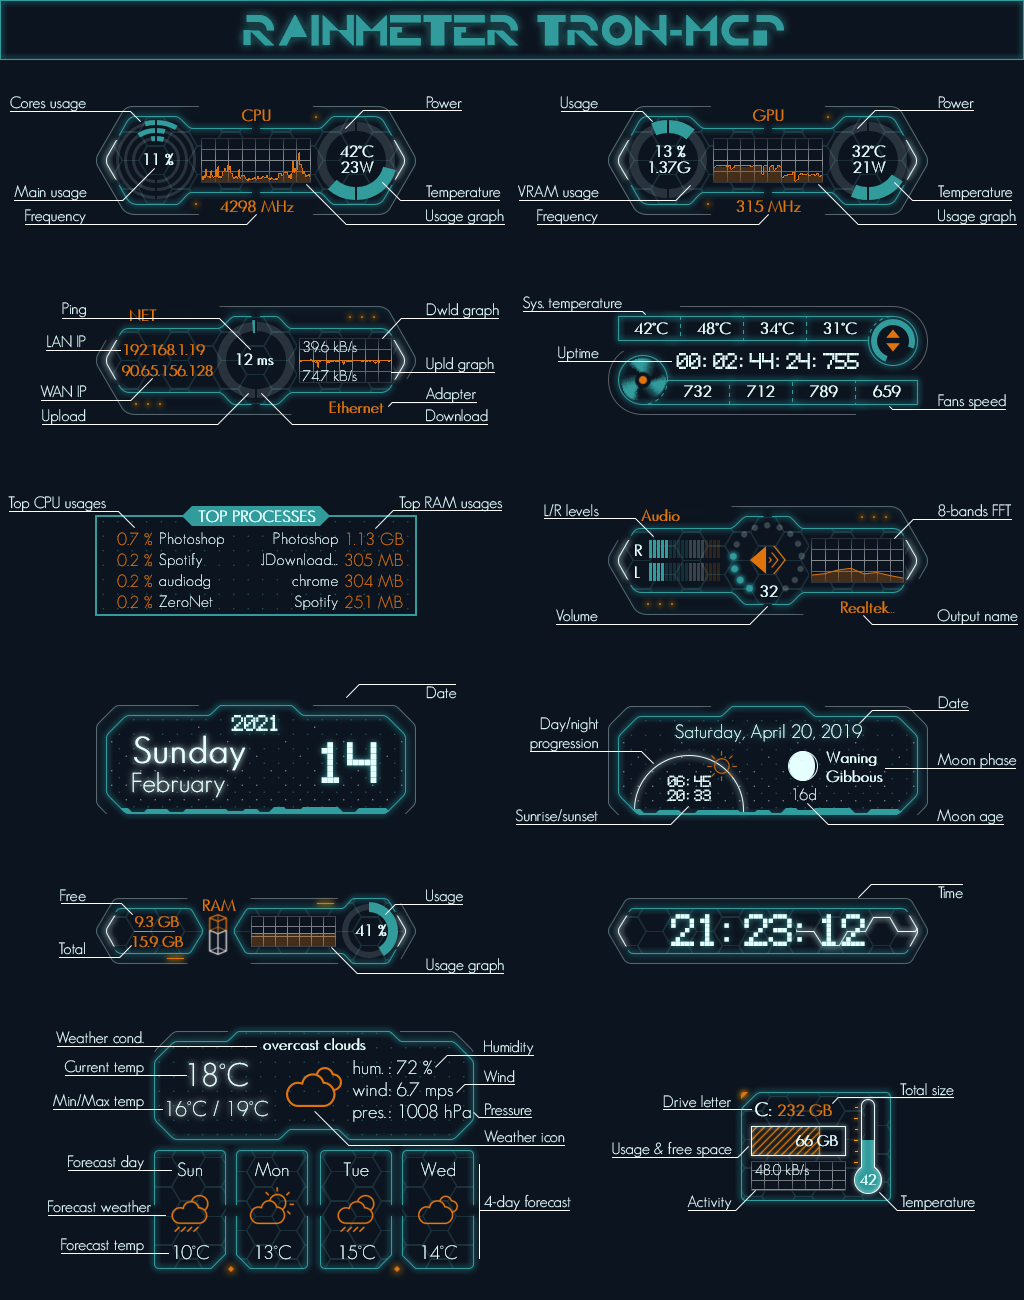 RAINMETER TRON-MCP
Cores usage
CPU
Power
11 %
42°C
23W
Main usage
Temperature
Frequency
4298 MHz
Usage graph
Usage
GPU
Power
13 %
1.37G
32°C
21W
VRAM usage
Temperature
Frequency
315 MHz
Usage graph
Ping
NET
Dwld graph
LAN IP
192.168.1.19
12 ms
39.6 kB/s
90.65.156.128
74.7 kB/s
Upld graph
WAN IP
Ethernet
Adapter
Upload
Download
Sys. temperature
42°C 48°C 34°C 31°C
Uptime
00:02:44:24:755
732 712 789 659
Fans speed
Top CPU usages
Top RAM usages
TOP PROCESSES
0.7 % Photoshop Photoshop 1.13 GB
0.2 % Spotify JDownload... 305 MB
0.2 % audiodg chrome 304 MB
0.2 % ZeroNet Spotify 251 MB
L/R levels
Audio
8-bands FFT
R
L
32
Realtek...
Volume
Output name
Date
2021
Sunday
14
February
Date
Day/night
progression
Saturday, April 20, 2019
Waning
Gibbous
Moon phase
06:45
20:33
16d
Sunrise/sunset
Moon age
Free
RAM
Usage
9.3 GB
15.9 GB
41 %
Total
Usage graph
Time
21:23:12
Weather cond.
overcast clouds
Humidity
Current temp
18°C
hum. : 72 %
wind: 6.7 mps
Wind
Min/Max temp
16°C / 19°C
pres.: 1008 hPa
Pressure
Weather icon
Forecast day
Sun Mon Tue Wed
Forecast weather
4-day forecast
Forecast temp
10°C 13°C 15°C 14°C
Drive letter
C: 232 GB
Total size
Usage & free space
66 GB
48.0 kB/s
42
Activity
Temperature